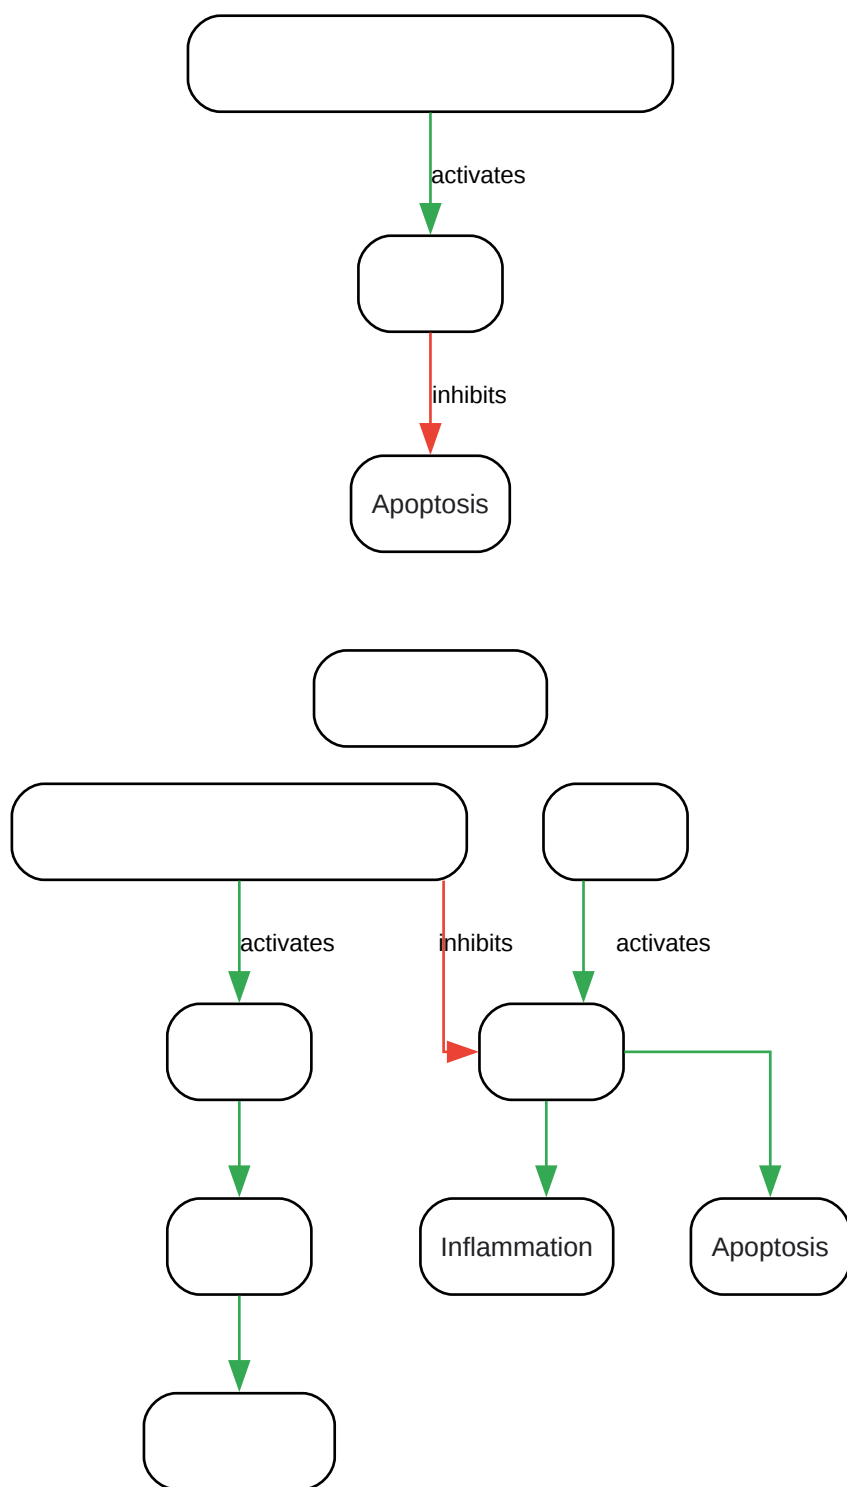 activates
inhibits
Apoptosis
activates
inhibits
activates
Inflammation
Apoptosis